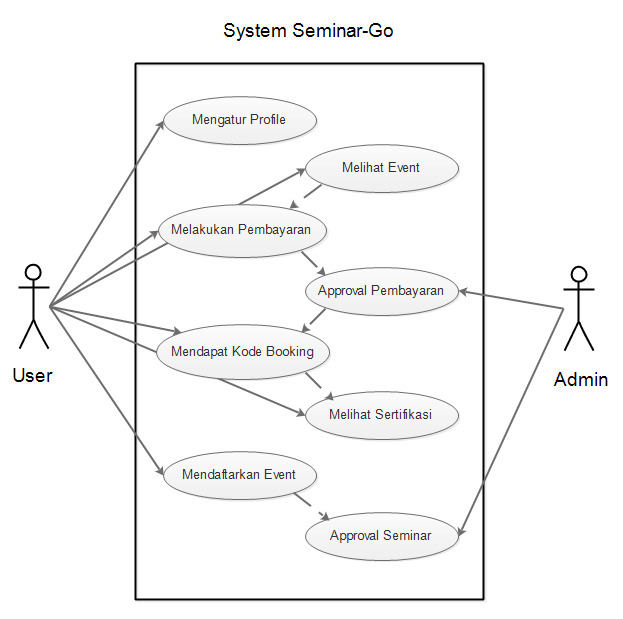 System Seminar-Go
Mengatur Profile
Melihat Event
Melakukan Pembayaran
Approval Pembayaran
Mendapat Kode Booking
User
Admin
Melihat Sertifikasi
Mendaftarkan Event
Approval Seminar